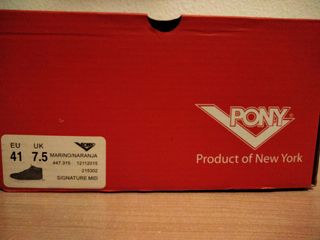 EU UK
41 7.5
MARINO/NARANJA
447.315 12112015
215302
SIGNATURE MID
PONY
Product of New York